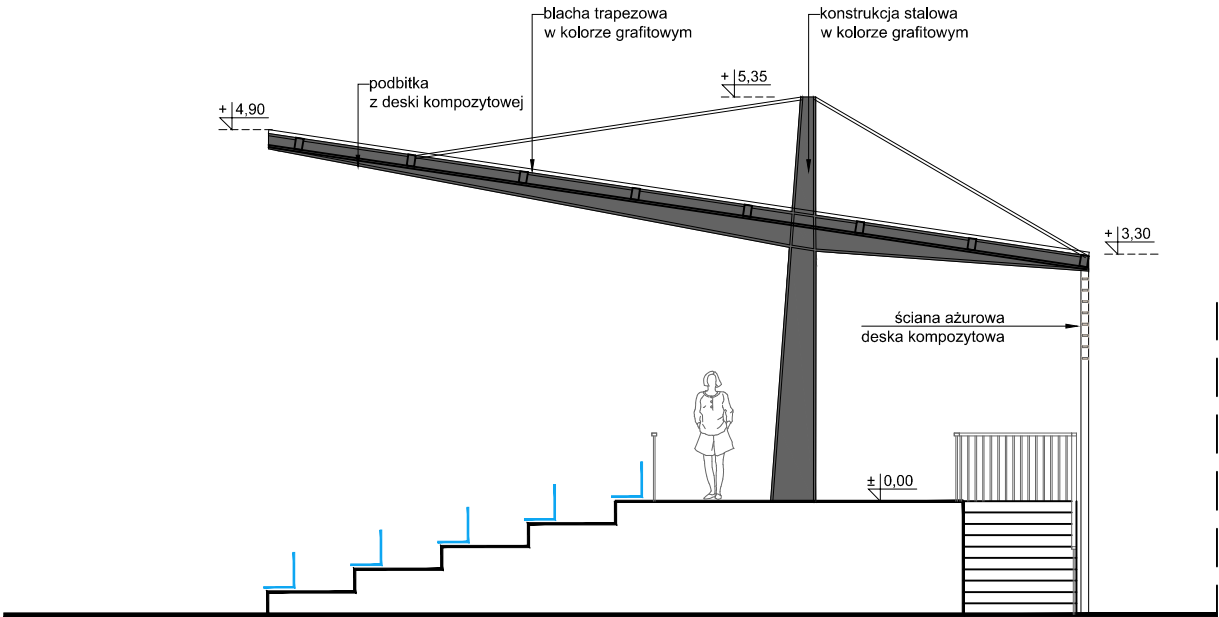 blacha trapezowa
w kolorze grafitowym
konstrukcja stalowa
w kolorze grafitowym
podbitka
z deski kompozytowej
+ 5,35
+ 4,90
+ 3,30
ściana ażurowa
deska kompozytowa
± 0,00